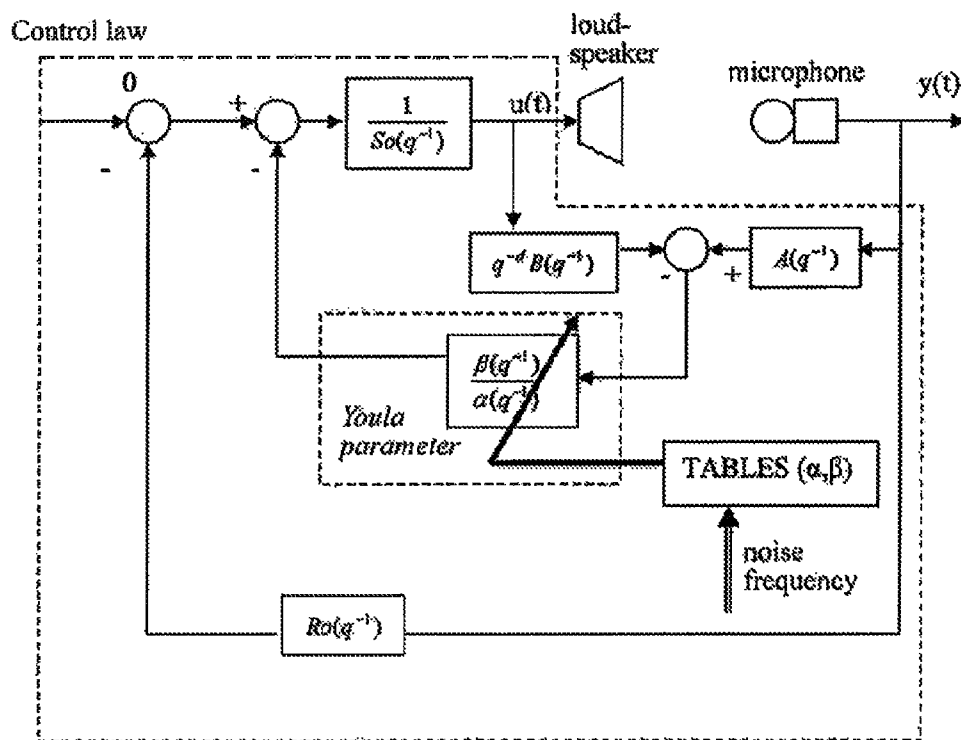 Control law
loud-
speaker
microphone
y(t)
0
+
1
So(q⁻¹)
u(t)
-
-
q⁻ᵈ B(q⁻¹)
-
+
A(q⁻¹)
β(q⁻¹)
α(q⁻¹)
Youla
parameter
TABLES (α,β)
noise
frequency
Ro(q⁻¹)